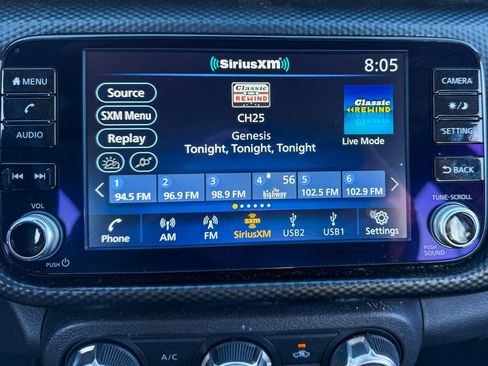 SiriusXM
8:05
MENU
AUDIO
VOL
PUSH
CAMERA
SETTING
BACK
TUNE-SCROLL
PUSH
SOUND
Source
SXM Menu
Replay
Classic
REWIND
CH25
Genesis
Tonight, Tonight, Tonight
Classic
REWIND
Live Mode
1
94.5 FM
2
96.9 FM
3
98.9 FM
4 56
the highway
5
102.5 FM
6
102.9 FM
Phone
AM
FM
SXM
SiriusXM
USB2
USB1
Settings
A/C